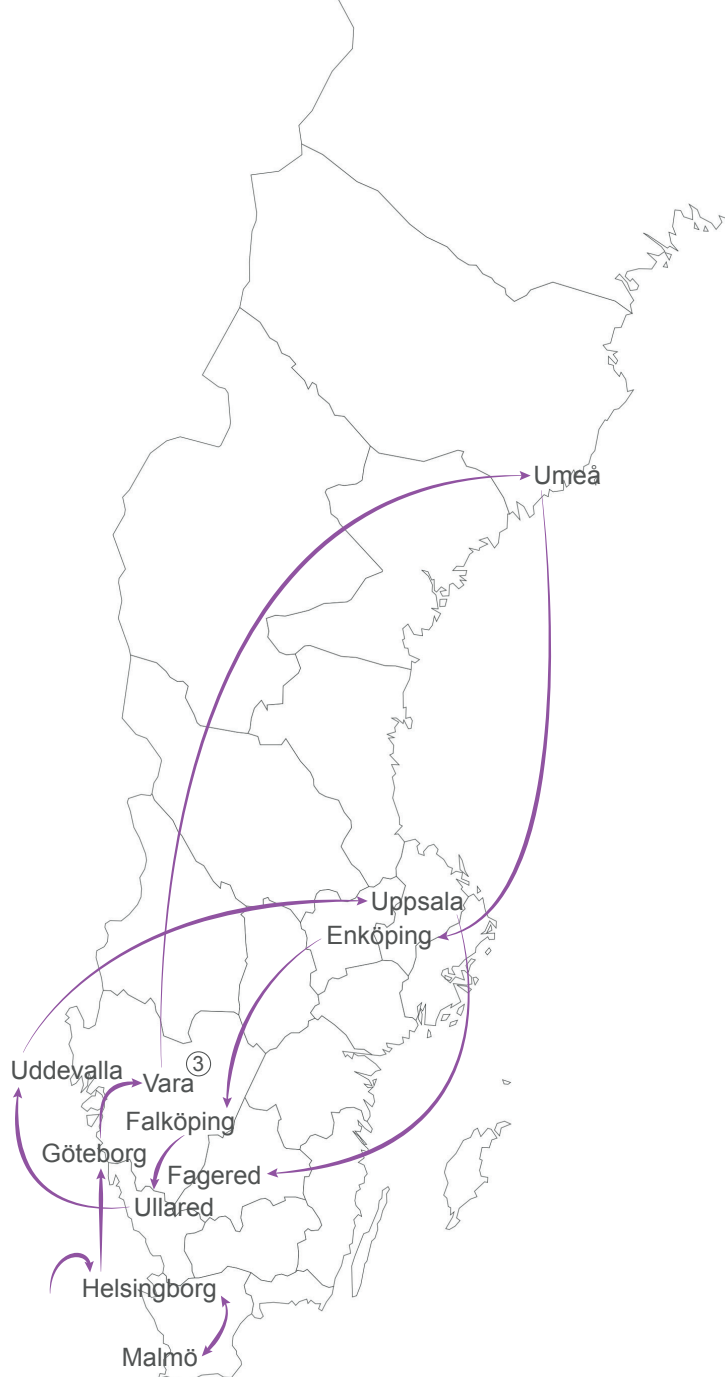 Umeå
Uppsala
Enköping
Uddevalla
3
Vara
Falköping
Göteborg
Fagered
Ullared
Helsingborg
Malmö